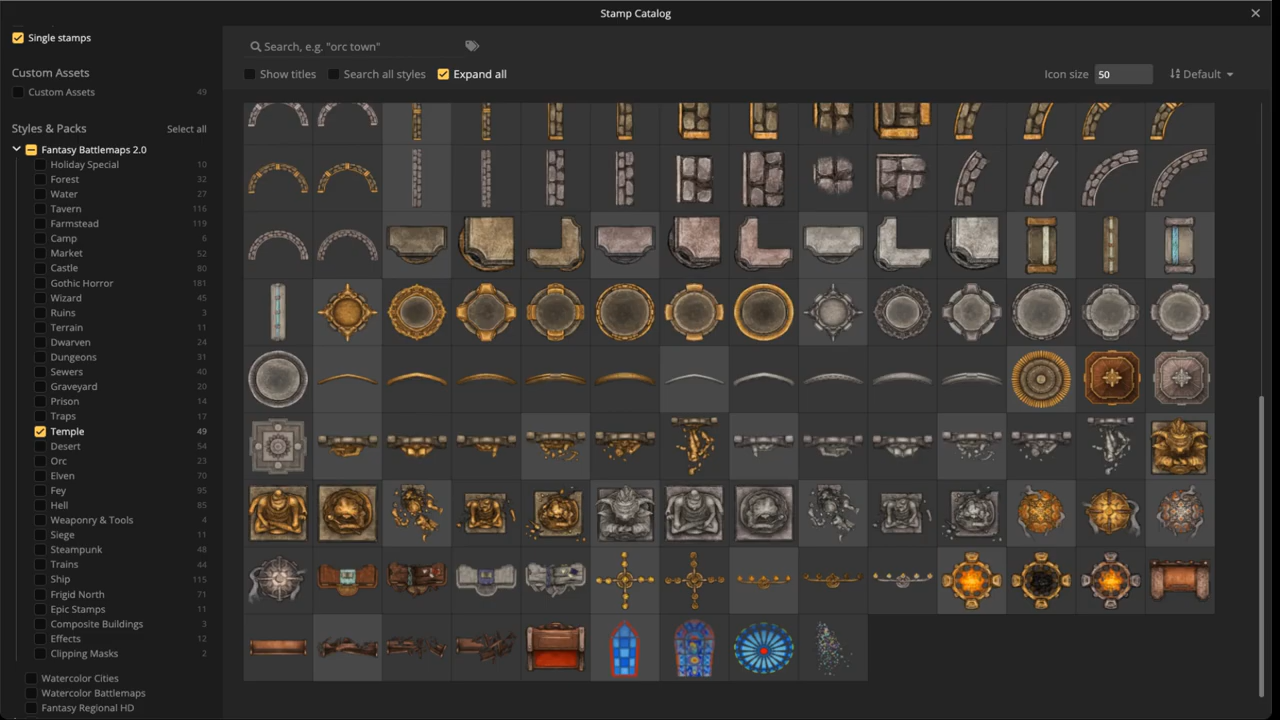 Stamp Catalog
Single stamps
Search, e.g. "orc town"
Show titles Search all styles Expand all Icon size 50 Default
Custom Assets
Custom Assets 49
Styles & Packs Select all
Fantasy Battlemaps 2.0
Holiday Special 10
Forest 32
Water 27
Tavern 116
Farmstead 119
Camp 6
Market 52
Castle 80
Gothic Horror 181
Wizard 45
Ruins 3
Terrain 11
Dwarven 24
Dungeons 31
Sewers 40
Graveyard 20
Prison 14
Traps 17
Temple 49
Desert 54
Orc 23
Elven 70
Fey 95
Hell 85
Weaponry & Tools 4
Siege 11
Steampunk 48
Trains 44
Ship 115
Frigid North 71
Epic Stamps 11
Composite Buildings 3
Effects 12
Clipping Masks 2
Watercolor Cities
Watercolor Battlemaps
Fantasy Regional HD